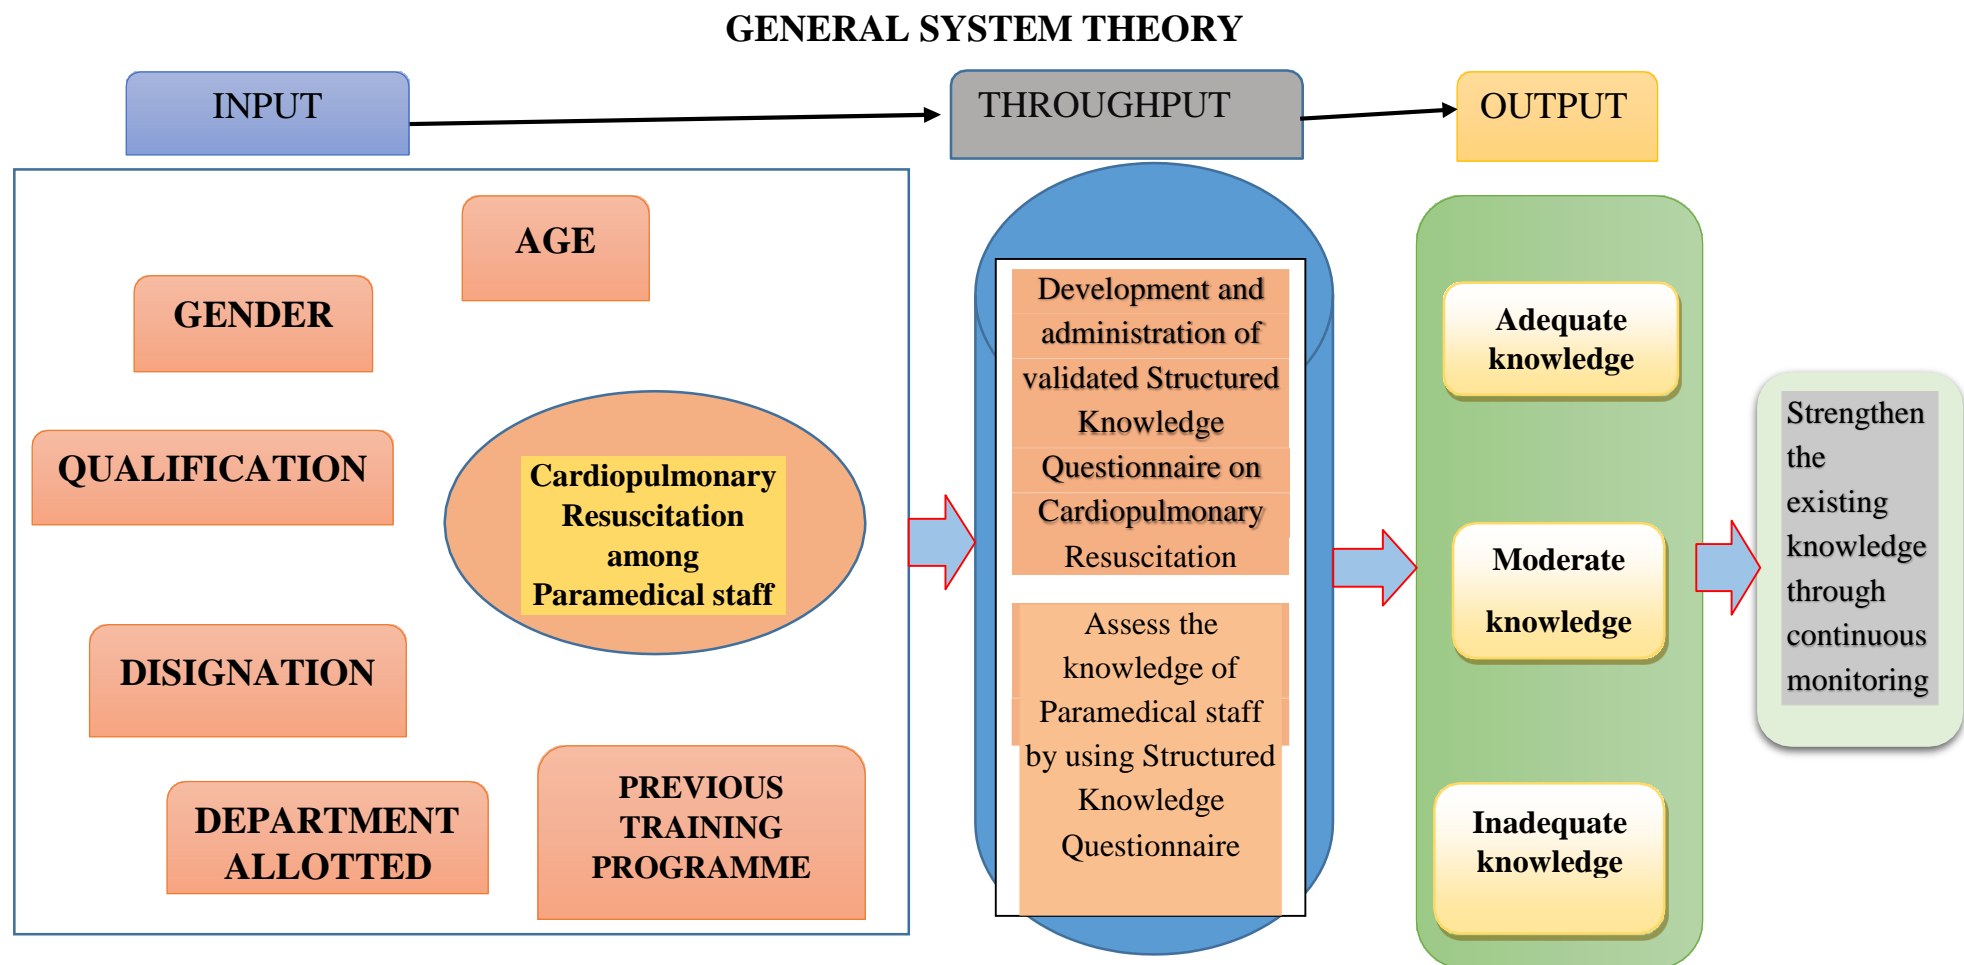 GENERAL SYSTEM THEORY
INPUT
THROUGHPUT
OUTPUT
AGE
GENDER
QUALIFICATION
Cardiopulmonary
Resuscitation
among
Paramedical staff
DISIGNATION
DEPARTMENT
ALLOTTED
PREVIOUS
TRAINING
PROGRAMME
Development and
administration of
validated Structured
Knowledge
Questionnaire on
Cardiopulmonary
Resuscitation
Assess the
knowledge of
Paramedical staff
by using Structured
Knowledge
Questionnaire
Adequate
knowledge
Moderate
knowledge
Inadequate
knowledge
Strengthen
the
existing
knowledge
through
continuous
monitoring